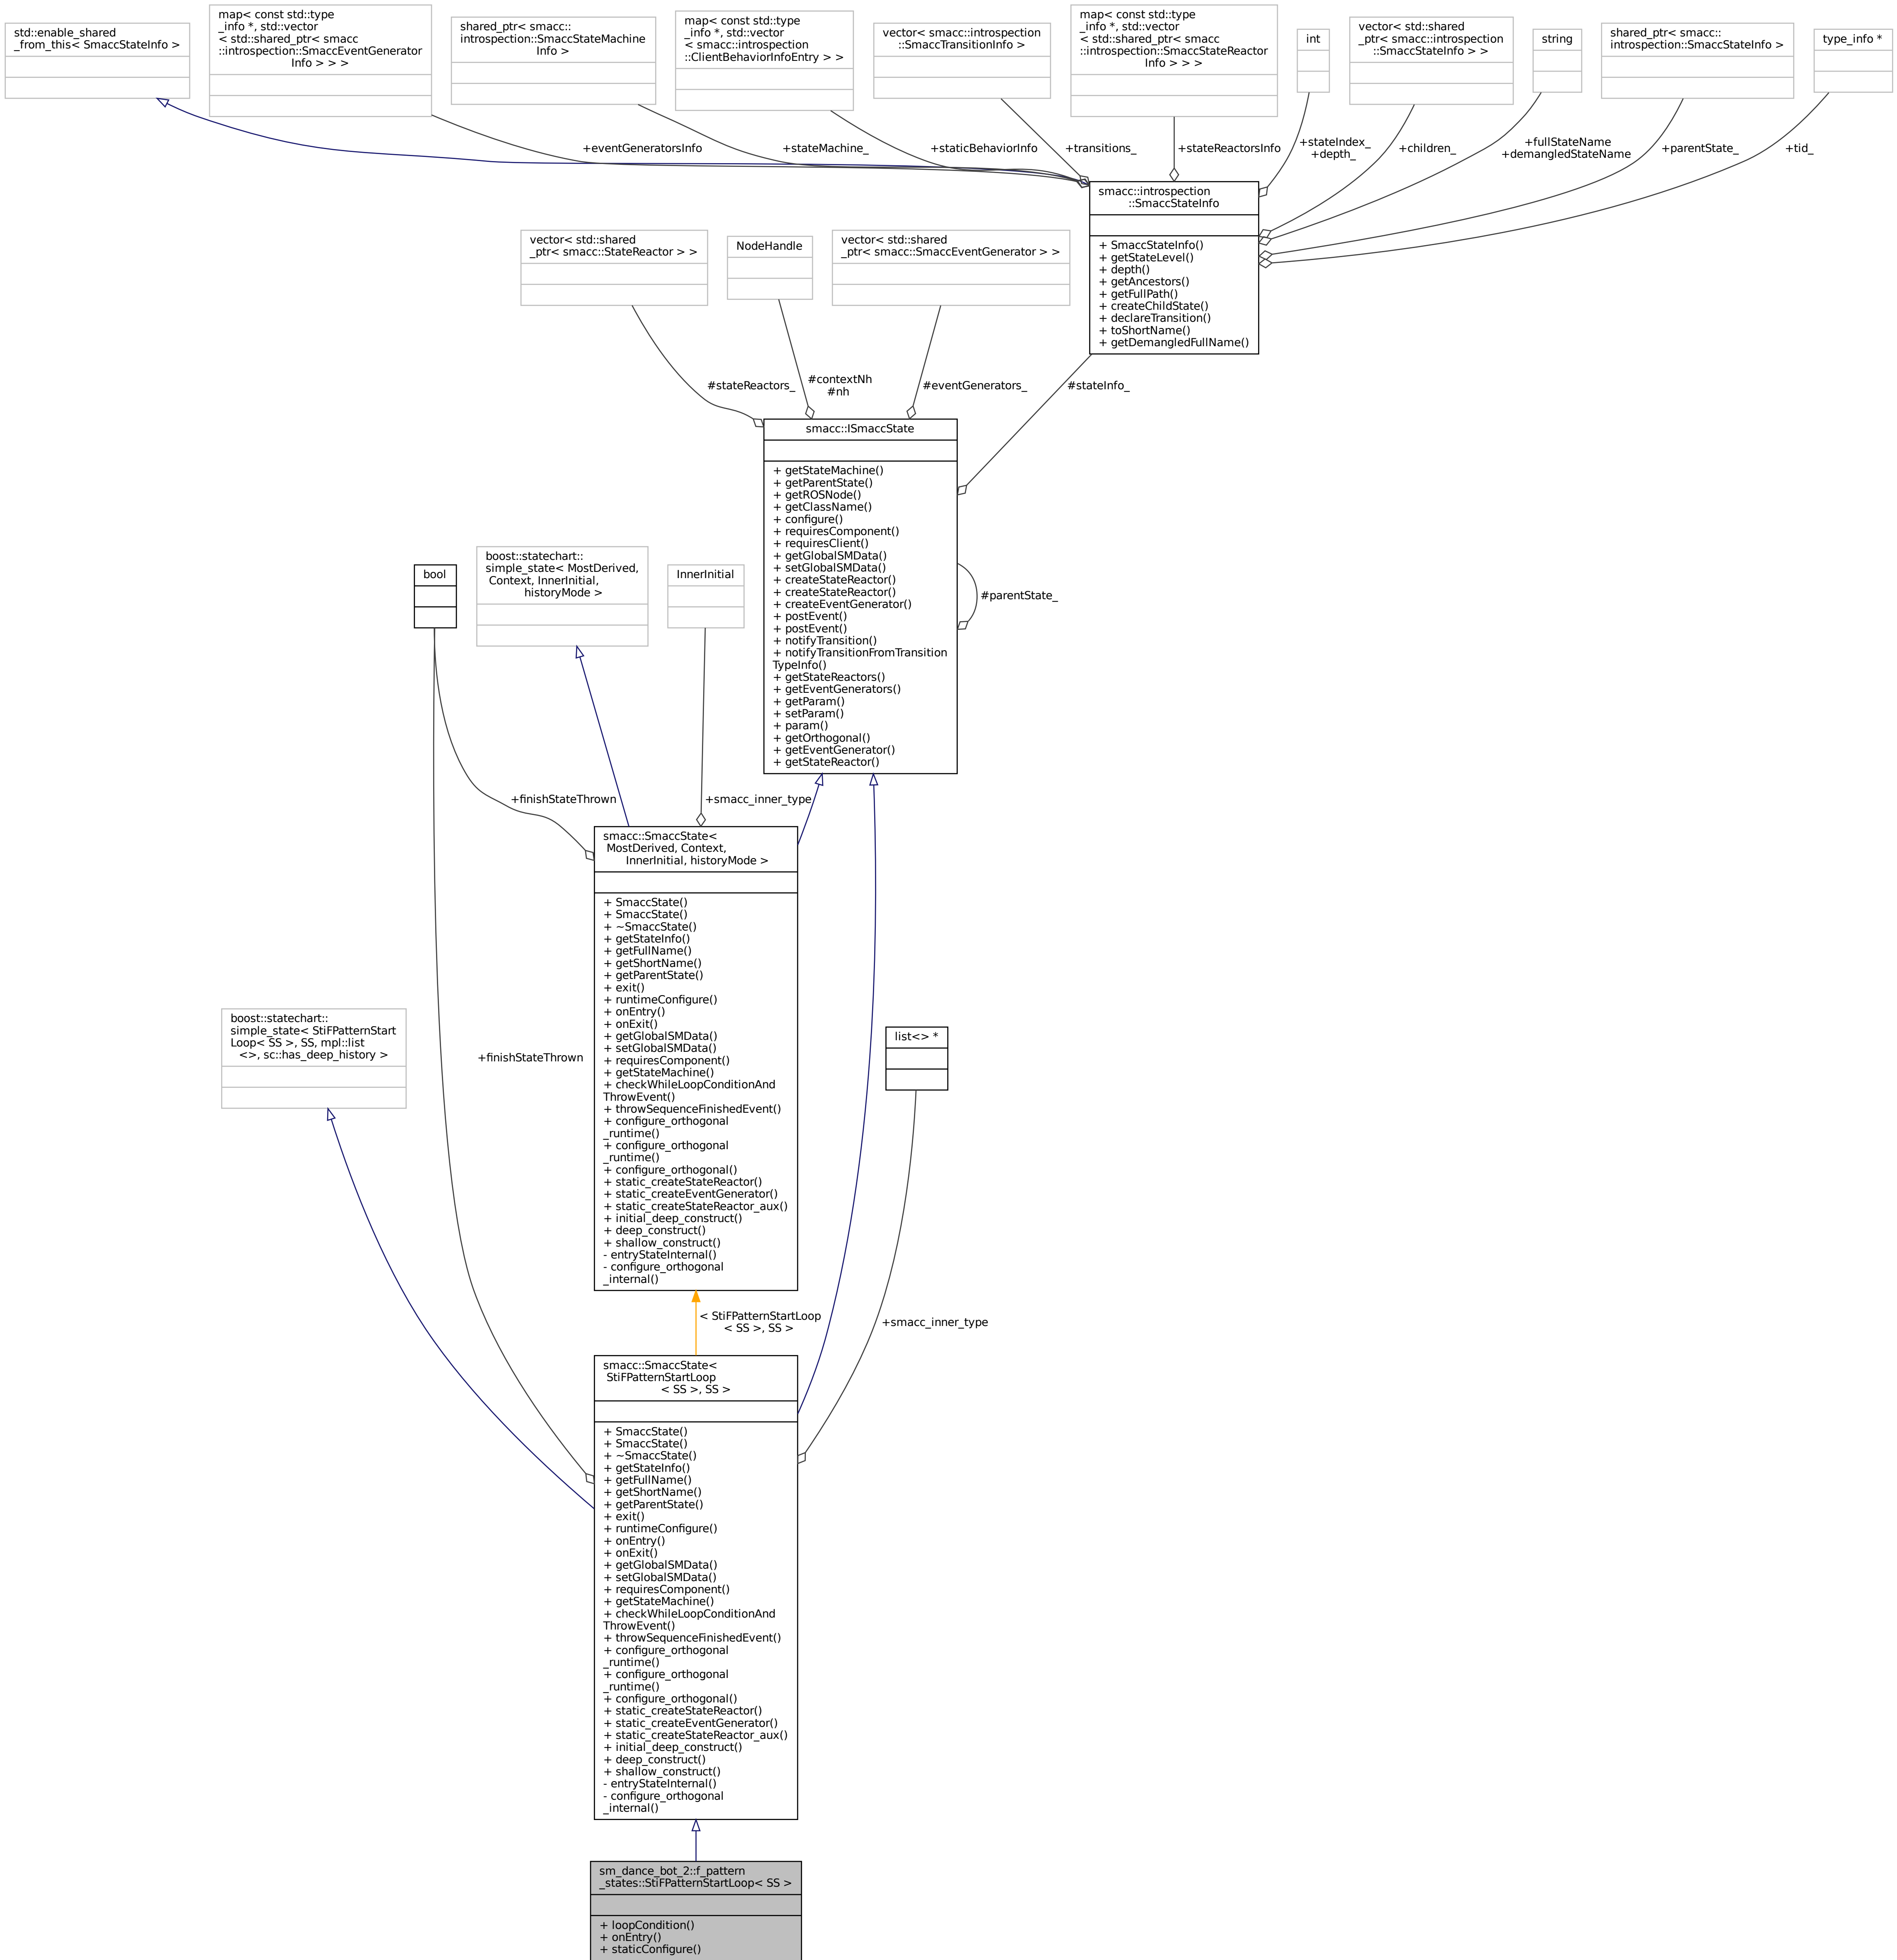 std::enable_shared
_from_this< SmaccStateInfo >
map< const std::type
_info *, std::vector
< std::shared_ptr< smacc
::introspection::SmaccEventGenerator
Info > > >
shared_ptr< smacc::
introspection::SmaccStateMachine
Info >
map< const std::type
_info *, std::vector
< smacc::introspection
::ClientBehaviorInfoEntry > >
vector< smacc::introspection
::SmaccTransitionInfo >
map< const std::type
_info *, std::vector
< std::shared_ptr< smacc
::introspection::SmaccStateReactor
Info > > >
int
vector< std::shared
_ptr< smacc::introspection
::SmaccStateInfo > >
string
shared_ptr< smacc::
introspection::SmaccStateInfo >
type_info *
+eventGeneratorsInfo
+stateMachine_
+staticBehaviorInfo
+transitions_
+stateReactorsInfo
+stateIndex_
+depth_
+children_
+fullStateName
+demangledStateName
+parentState_
+tid_
smacc::introspection
::SmaccStateInfo
+ SmaccStateInfo()
+ getStateLevel()
+ depth()
+ getAncestors()
+ getFullPath()
+ createChildState()
+ declareTransition()
+ toShortName()
+ getDemangledFullName()
vector< std::shared
_ptr< smacc::StateReactor > >
NodeHandle
vector< std::shared
_ptr< smacc::SmaccEventGenerator > >
#stateReactors_
#contextNh
#nh
#eventGenerators_
#stateInfo_
smacc::ISmaccState
+ getStateMachine()
+ getParentState()
+ getROSNode()
+ getClassName()
+ configure()
+ requiresComponent()
+ requiresClient()
+ getGlobalSMData()
+ setGlobalSMData()
+ createStateReactor()
+ createStateReactor()
+ createEventGenerator()
+ postEvent()
+ postEvent()
+ notifyTransition()
+ notifyTransitionFromTransition
TypeInfo()
+ getStateReactors()
+ getEventGenerators()
+ getParam()
+ setParam()
+ param()
+ getOrthogonal()
+ getEventGenerator()
+ getStateReactor()
#parentState_
bool
boost::statechart::
simple_state< MostDerived,
Context, InnerInitial,
historyMode >
InnerInitial
+finishStateThrown
+smacc_inner_type
smacc::SmaccState<
MostDerived, Context,
InnerInitial, historyMode >
+ SmaccState()
+ SmaccState()
+ ~SmaccState()
+ getStateInfo()
+ getFullName()
+ getShortName()
+ getParentState()
+ exit()
+ runtimeConfigure()
+ onEntry()
+ onExit()
+ getGlobalSMData()
+ setGlobalSMData()
+ requiresComponent()
+ getStateMachine()
+ checkWhileLoopConditionAnd
ThrowEvent()
+ throwSequenceFinishedEvent()
+ configure_orthogonal
_runtime()
+ configure_orthogonal
_runtime()
+ configure_orthogonal()
+ static_createStateReactor()
+ static_createEventGenerator()
+ static_createStateReactor_aux()
+ initial_deep_construct()
+ deep_construct()
+ shallow_construct()
- entryStateInternal()
- configure_orthogonal
_internal()
boost::statechart::
simple_state< StiFPatternStart
Loop< SS >, SS, mpl::list
<>, sc::has_deep_history >
+finishStateThrown
list<> *
< StiFPatternStartLoop
< SS >, SS >
+smacc_inner_type
smacc::SmaccState<
StiFPatternStartLoop
< SS >, SS >
+ SmaccState()
+ SmaccState()
+ ~SmaccState()
+ getStateInfo()
+ getFullName()
+ getShortName()
+ getParentState()
+ exit()
+ runtimeConfigure()
+ onEntry()
+ onExit()
+ getGlobalSMData()
+ setGlobalSMData()
+ requiresComponent()
+ getStateMachine()
+ checkWhileLoopConditionAnd
ThrowEvent()
+ throwSequenceFinishedEvent()
+ configure_orthogonal
_runtime()
+ configure_orthogonal
_runtime()
+ configure_orthogonal()
+ static_createStateReactor()
+ static_createEventGenerator()
+ static_createStateReactor_aux()
+ initial_deep_construct()
+ deep_construct()
+ shallow_construct()
- entryStateInternal()
- configure_orthogonal
_internal()
sm_dance_bot_2::f_pattern
_states::StiFPatternStartLoop< SS >
+ loopCondition()
+ onEntry()
+ staticConfigure()